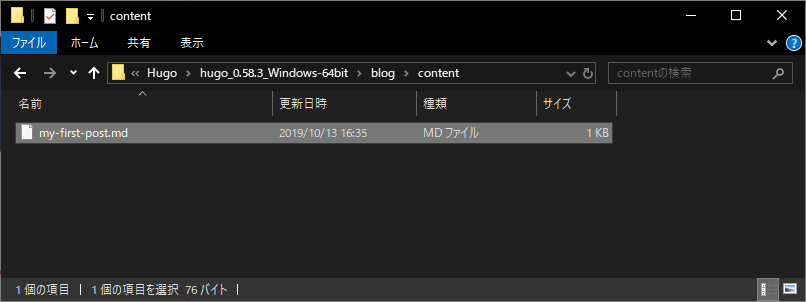 content
ファイル ホーム 共有 表示
« Hugo › hugo_0.58.3_Windows-64bit › blog › content contentの検索
名前 更新日時 種類 サイズ
my-first-post.md 2019/10/13 16:35 MD ファイル 1 KB
1 個の項目 1 個の項目を選択 76 バイト